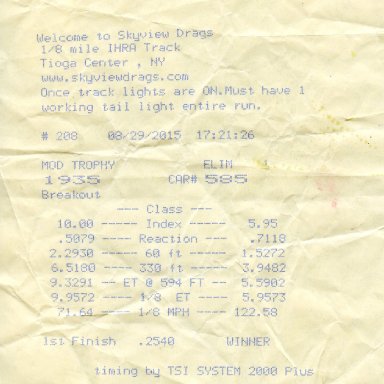 Welcome to Skyview Drags
1/8 mile IHRA Track
Tioga Center , NY
www.skyviewdrags.com
Once track lights are ON.Must have 1
working tail light entire run.
# 208 08/29/2015 17:21:26
MOD TROPHY ELIM 1
1935 CAR# 585
Breakout
--- Class ---
10.00 ----- Index ----- 5.95
.5079 ---- Reaction --- .7118
2.2930 ----- 60 ft ----- 1.5272
6.5180 ---- 330 ft ---- 3.9482
9.3291 -- ET @ 594 FT -- 5.5902
9.9572 ---- 1/8 ET ---- 5.9573
71.64 ---- 1/8 MPH ---- 122.58
1st Finish .2540 WINNER
timing by TSI SYSTEM 2000 Plus